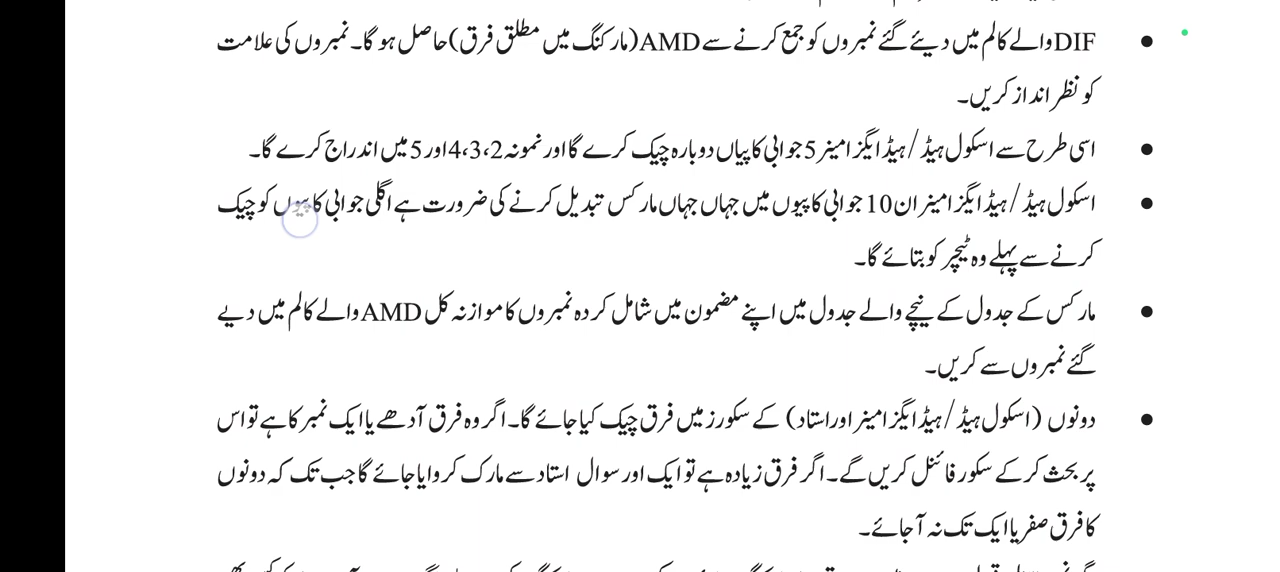 DIF والے کالم میں دیئے گئے نمبروں کو جمع کرنے سے AMD (مارکنگ میں مطلق فرق) حاصل ہو گا۔ نمبروں کی علامت
کو نظر انداز کریں۔
اسی طرح سے اسکول ہیڈ / ہیڈ ایگزامینر 5 جوابی کاپیاں دوبارہ چیک کرے گا اور نمونہ 2، 3، 4 اور 5 میں اندراج کرے گا۔
اسکول ہیڈ / ہیڈ ایگزامینر ان 10 جوابی کاپیوں میں جہاں جہاں مارکس تبدیل کرنے کی ضرورت ہے اگلی جوابی کاپیوں کو چیک
کرنے سے پہلے وہ ٹیچر کو بتائے گا۔
مارکس کے جدول کے نیچے والے جدول میں اپنے مضمون میں شامل کردہ نمبروں کا موازنہ کل AMD والے کالم میں دیے
گئے نمبروں سے کریں۔
دونوں (اسکول ہیڈ / ہیڈ ایگزامینر اور استاد) کے سکورز میں فرق چیک کیا جائے گا۔ اگر وہ فرق آدھے یا ایک نمبر کا ہے تو اس
پر بحث کر کے سکور فائنل کریں گے۔ اگر فرق زیادہ ہے تو ایک اور سوال استاد سے مارک کروایا جائے گا جب تک کہ دونوں
کا فرق صفر یا ایک تک نہ آجائے۔